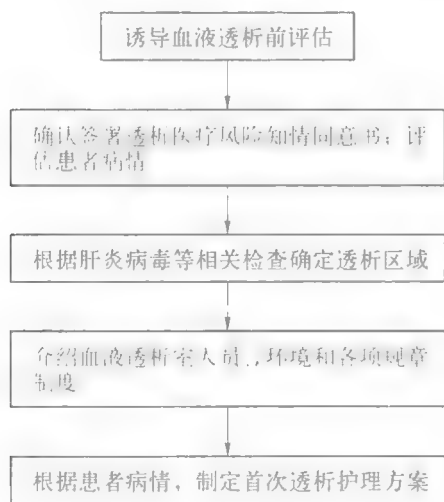 诱导血液透析前评估
确认签署透析医疗风险知情同意书；评
估患者病情
根据肝炎病毒等相关检查确定透析区域
介绍血液透析室人员、环境和各项规章
制度
根据患者病情，制定首次透析护理方案